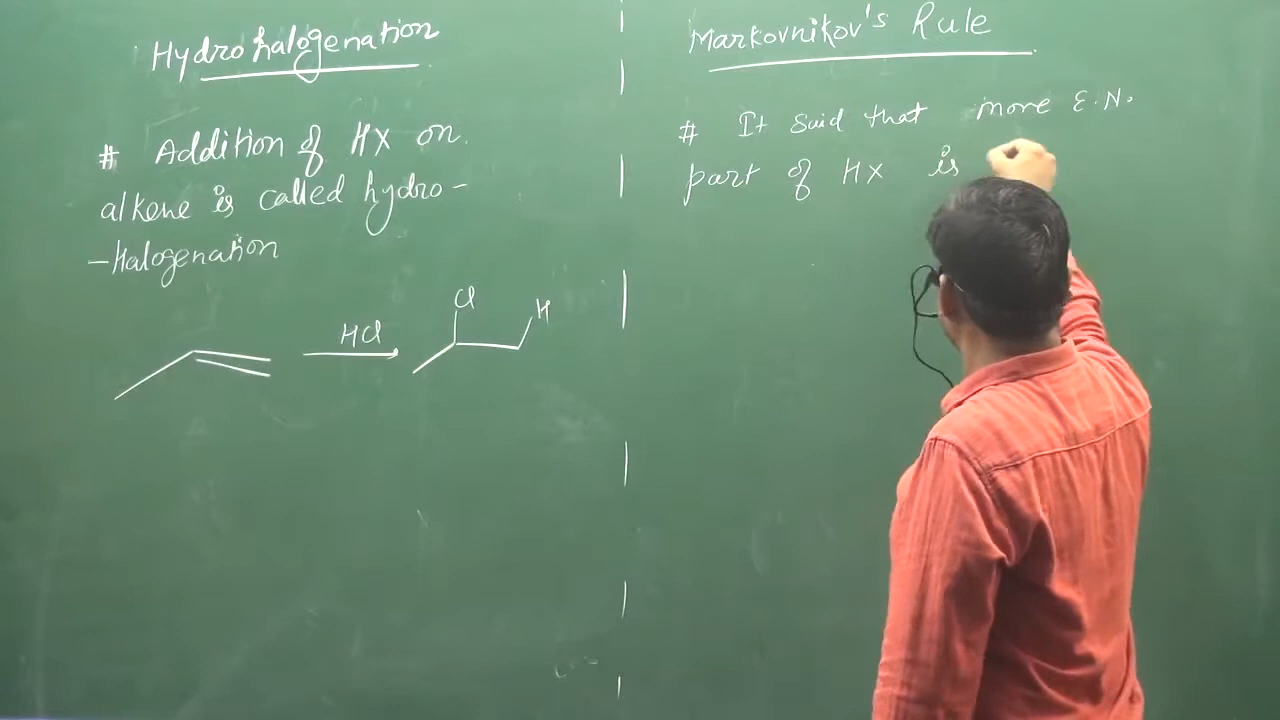 Hydrohalogenation
# Addition of HX on
alkene is called hydro-
-Halogenation
HCl
Cl
H
Markovnikov's Rule
# It said that more E.N.
part of HX is